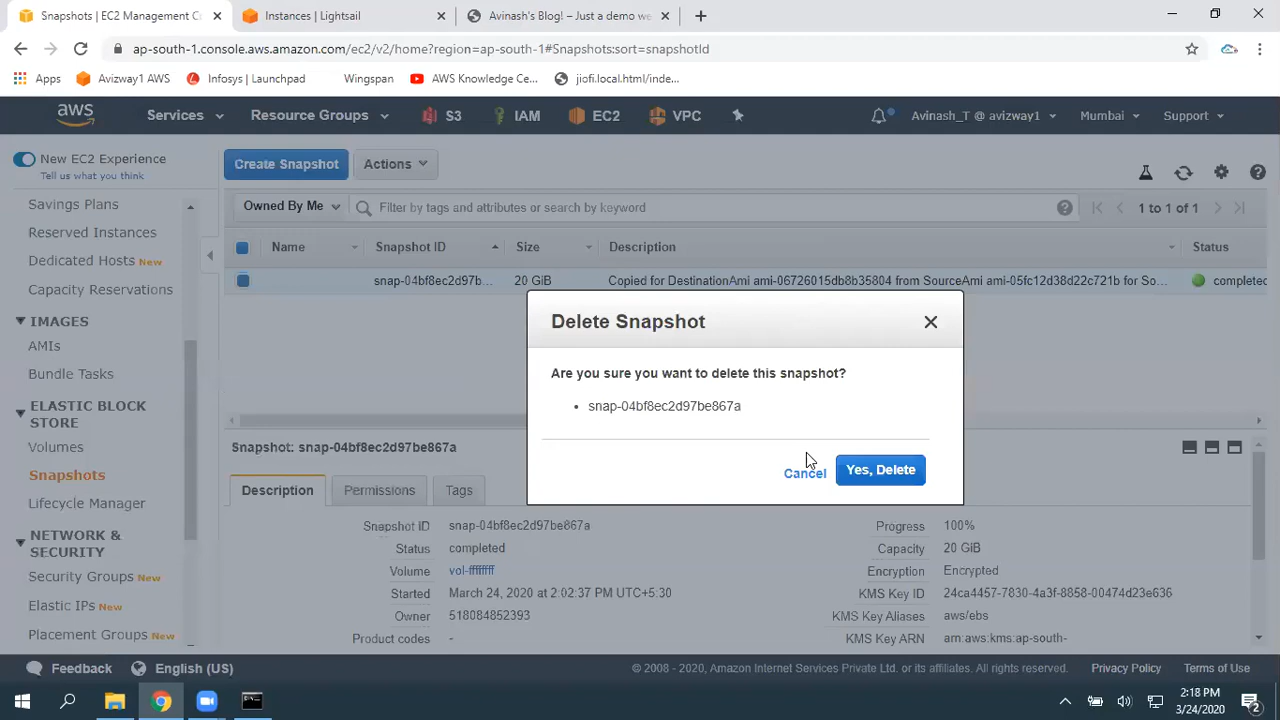 Snapshots | EC2 Management Co
Instances | Lightsail
Avinash's Blog! – Just a demo we
ap-south-1.console.aws.amazon.com/ec2/v2/home?region=ap-south-1#Snapshots:sort=snapshotId
Apps
Avizway1 AWS
Infosys | Launchpad
Wingspan
AWS Knowledge Ce...
jiofi.local.html/inde...
aws
Services
Resource Groups
S3
IAM
EC2
VPC
Avinash_T @ avizway1
Mumbai
Support
New EC2 Experience
Tell us what you think
Create Snapshot
Actions
Savings Plans
Reserved Instances
Dedicated Hosts New
Capacity Reservations
IMAGES
AMIs
Bundle Tasks
ELASTIC BLOCK
STORE
Volumes
Snapshots
Lifecycle Manager
NETWORK &
SECURITY
Security Groups New
Elastic IPs New
Placement Groups New
Owned By Me
Filter by tags and attributes or search by keyword
1 to 1 of 1
Name
Snapshot ID
Size
Description
Status
snap-04bf8ec2d97b...
20 GiB
Copied for DestinationAmi ami-06726015db8b35804 from SourceAmi ami-05fc12d38d22c721b for So...
completed
Delete Snapshot
Are you sure you want to delete this snapshot?
• snap-04bf8ec2d97be867a
Cancel
Yes, Delete
Snapshot: snap-04bf8ec2d97be867a
Description
Permissions
Tags
Snapshot ID snap-04bf8ec2d97be867a
Status completed
Volume vol-ffffffff
Started March 24, 2020 at 2:02:37 PM UTC+5:30
Owner 518084852393
Product codes -
Progress 100%
Capacity 20 GiB
Encryption Encrypted
KMS Key ID 24ca4457-7830-4a3f-8858-00474d23e636
KMS Key Aliases aws/ebs
KMS Key ARN arn:aws:kms:ap-south-
Feedback
English (US)
© 2008 - 2020, Amazon Internet Services Private Ltd. or its affiliates. All rights reserved.
Privacy Policy
Terms of Use
2:18 PM
3/24/2020
2